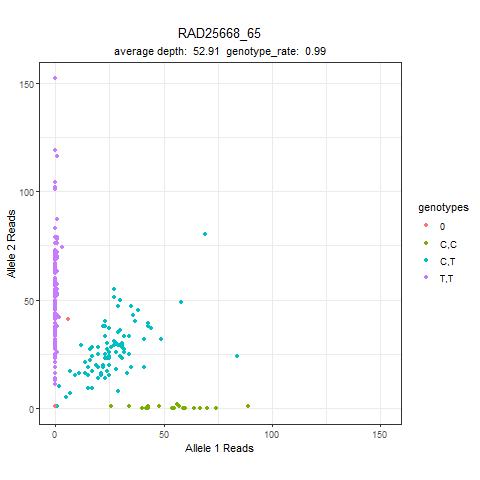 RAD25668_65
average depth:  52.91  genotype_rate:  0.99
Allele 2 Reads
150
100
50
0
0
50
100
150
Allele 1 Reads
genotypes
0
C,C
C,T
T,T